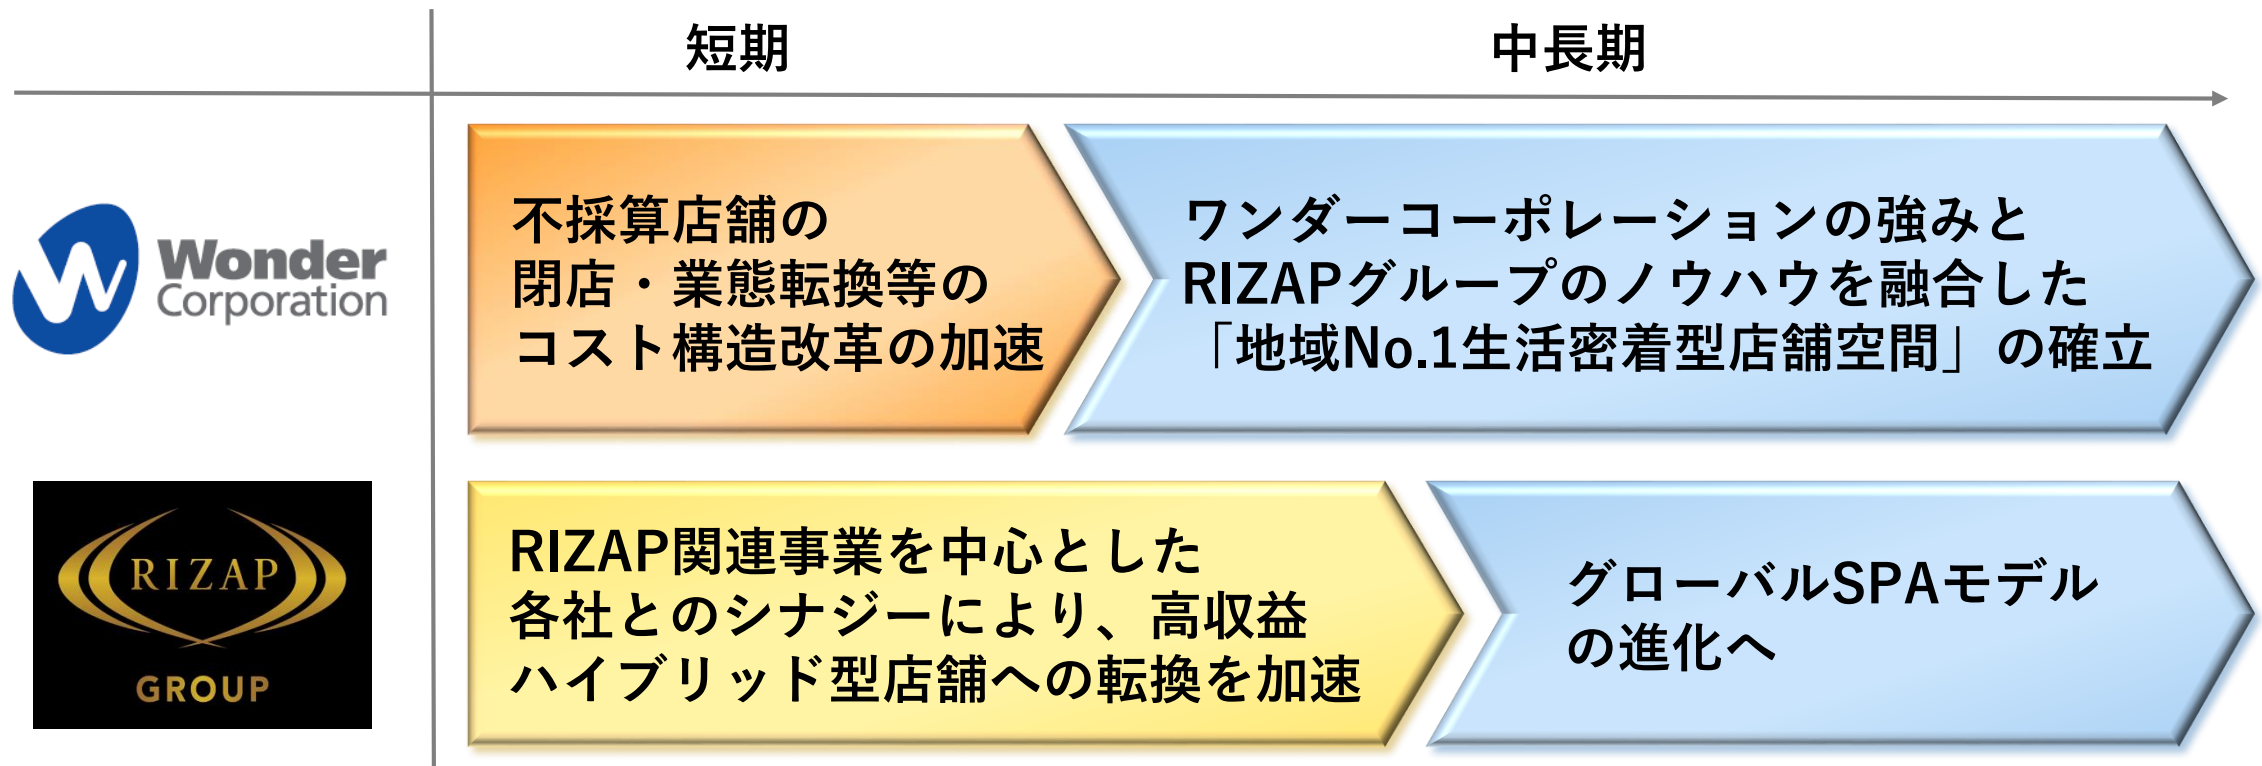 短期
中長期
Wonder
Corporation
不採算店舗の
閉店・業態転換等の
コスト構造改革の加速
ワンダーコーポレーションの強みと
RIZAPグループのノウハウを融合した
「地域No.1生活密着型店舗空間」の確立
RIZAP
GROUP
RIZAP関連事業を中心とした
各社とのシナジーにより、高収益
ハイブリッド型店舗への転換を加速
グローバルSPAモデル
の進化へ